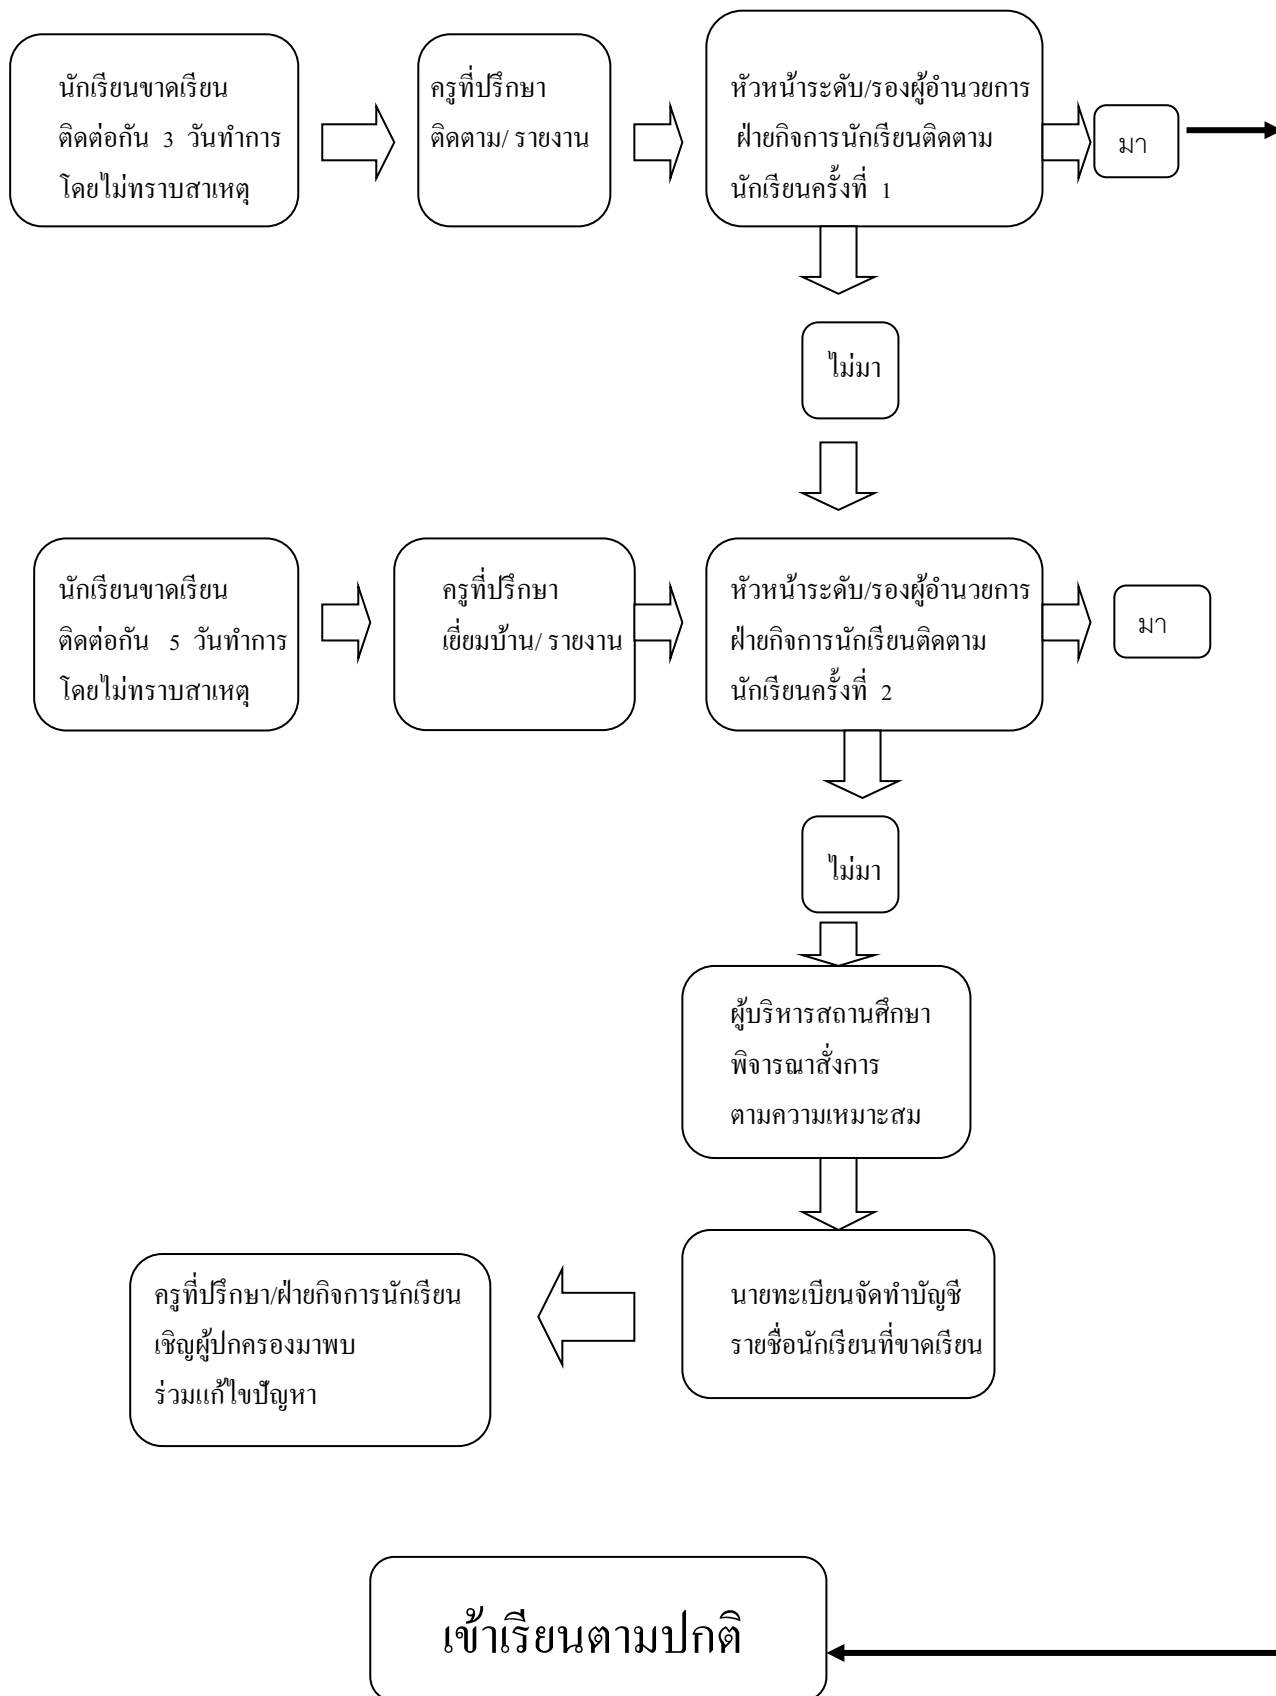 นักเรียนขาดเรียน
ติดต่อกัน 3 วันทำการ
โดยไม่ทราบสาเหตุ
ครูที่ปรึกษา
ติดตาม/ รายงาน
หัวหน้าระดับ/รองผู้อำนวยการ
ฝ่ายกิจการนักเรียนติดตาม
นักเรียนครั้งที่ 1
มา
ไม่มา
นักเรียนขาดเรียน
ติดต่อกัน 5 วันทำการ
โดยไม่ทราบสาเหตุ
ครูที่ปรึกษา
เยี่ยมบ้าน/ รายงาน
หัวหน้าระดับ/รองผู้อำนวยการ
ฝ่ายกิจการนักเรียนติดตาม
นักเรียนครั้งที่ 2
มา
ไม่มา
ผู้บริหารสถานศึกษา
พิจารณาสั่งการ
ตามความเหมาะสม
นายทะเบียนจัดทำบัญชี
รายชื่อนักเรียนที่ขาดเรียน
ครูที่ปรึกษา/ฝ่ายกิจการนักเรียน
เชิญผู้ปกครองมาพบ
ร่วมแก้ไขปัญหา
เข้าเรียนตามปกติ